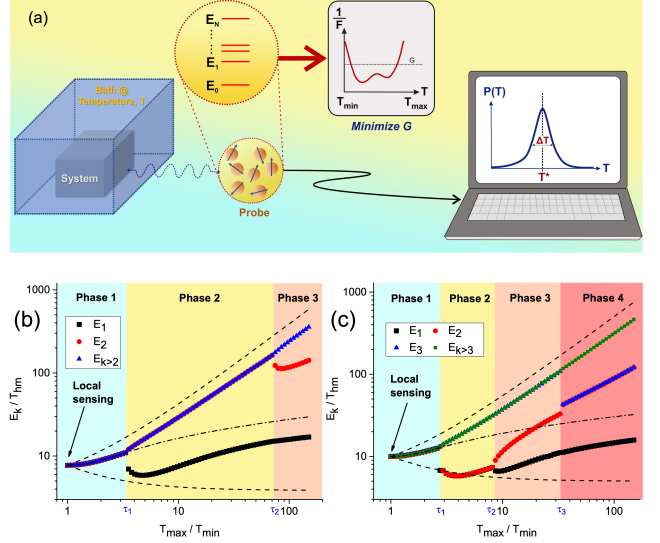 (a)
E_N
E_1
E_0
1
F
G
T
T_min
T_max
Minimize G
Bath @
Temperature, T
System
Probe
P(T)
ΔT
T
T*
(b)
Phase 1
Phase 2
Phase 3
E_1
E_2
E_k>2
Local
sensing
E_k / T_hm
1000
100
10
1
τ_1
10
τ_2
100
T_max / T_min
(c)
Phase 1
Phase 2
Phase 3
Phase 4
E_1
E_2
E_3
E_k>3
Local
sensing
E_k / T_hm
1000
100
10
1
τ_1
τ_2
10
τ_3
100
T_max / T_min